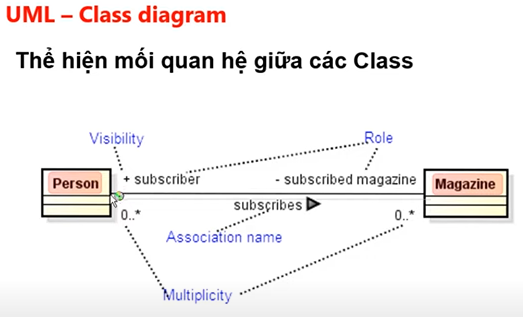 UML – Class diagram
Thể hiện mối quan hệ giữa các Class
Visibility
Role
+ subscriber
- subscribed magazine
Person
Magazine
subscribes
0..*
0..*
Association name
Multiplicity